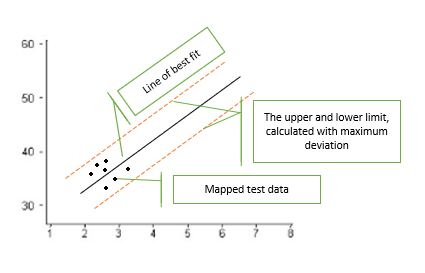 60
50
40
30
1 2 3 4 5 6 7 8
Line of best fit
The upper and lower limit,
calculated with maximum
deviation
Mapped test data